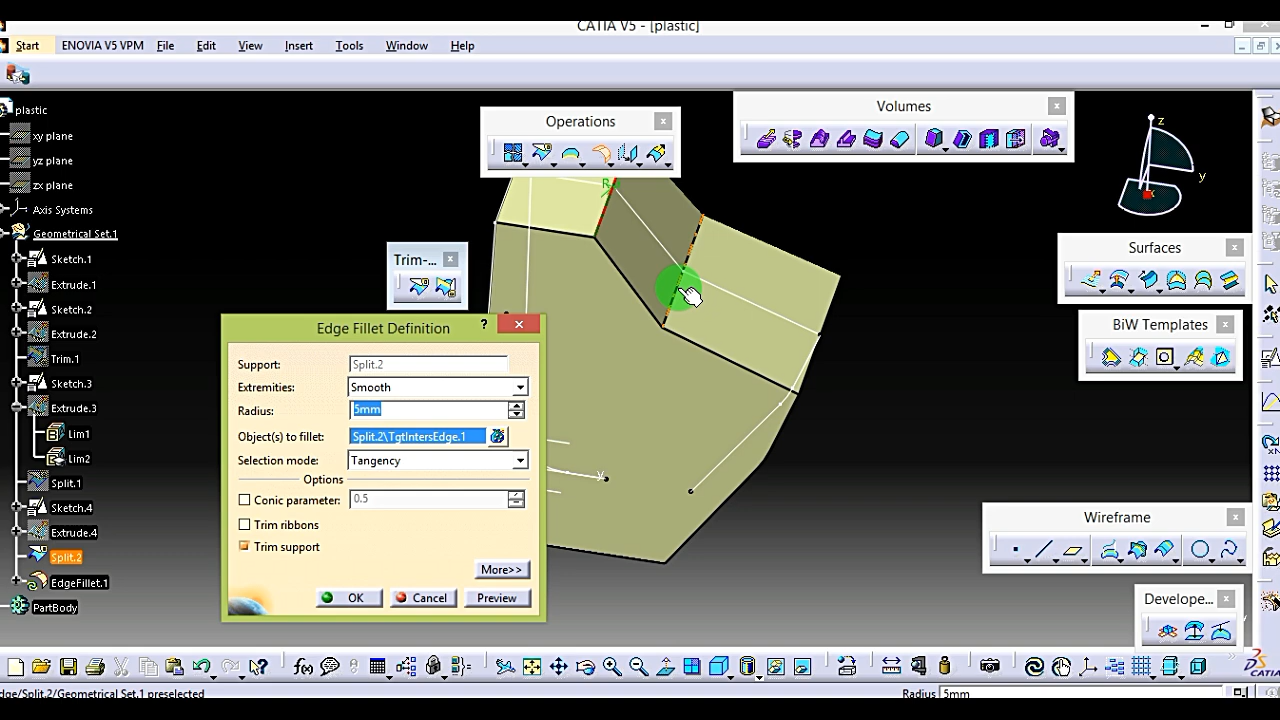 CATIA V5 - [plastic]
Start ENOVIA V5 VPM File Edit View Insert Tools Window Help
plastic
xy plane
yz plane
zx plane
Axis Systems
Geometrical Set.1
Sketch.1
Extrude.1
Sketch.2
Extrude.2
Trim.1
Sketch.3
Extrude.3
Lim1
Lim2
Split.1
Sketch.4
Extrude.4
Split.2
EdgeFillet.1
PartBody
Operations
Volumes
z
y
x
R
Trim-...
Surfaces
BiW Templates
Edge Fillet Definition
Support: Split.2
Extremities: Smooth
Radius: 5mm
Object(s) to fillet: Split.2\TgtIntersEdge.1
Selection mode: Tangency
Options
Conic parameter: 0.5
Trim ribbons
Trim support
More>>
OK Cancel Preview
y
Wireframe
Develope...
f(x)
CATIA
dge/Split.2/Geometrical Set.1 preselected
Radius 5mm